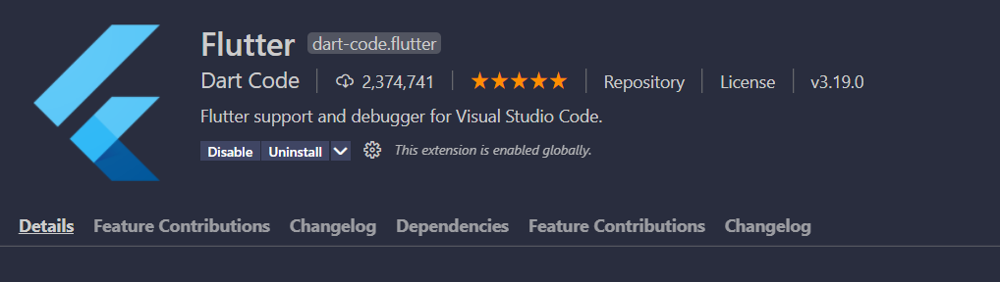 Flutter dart-code.flutter
Dart Code 2,374,741 Repository License v3.19.0
Flutter support and debugger for Visual Studio Code.
Disable Uninstall This extension is enabled globally.
Details Feature Contributions Changelog Dependencies Feature Contributions Changelog